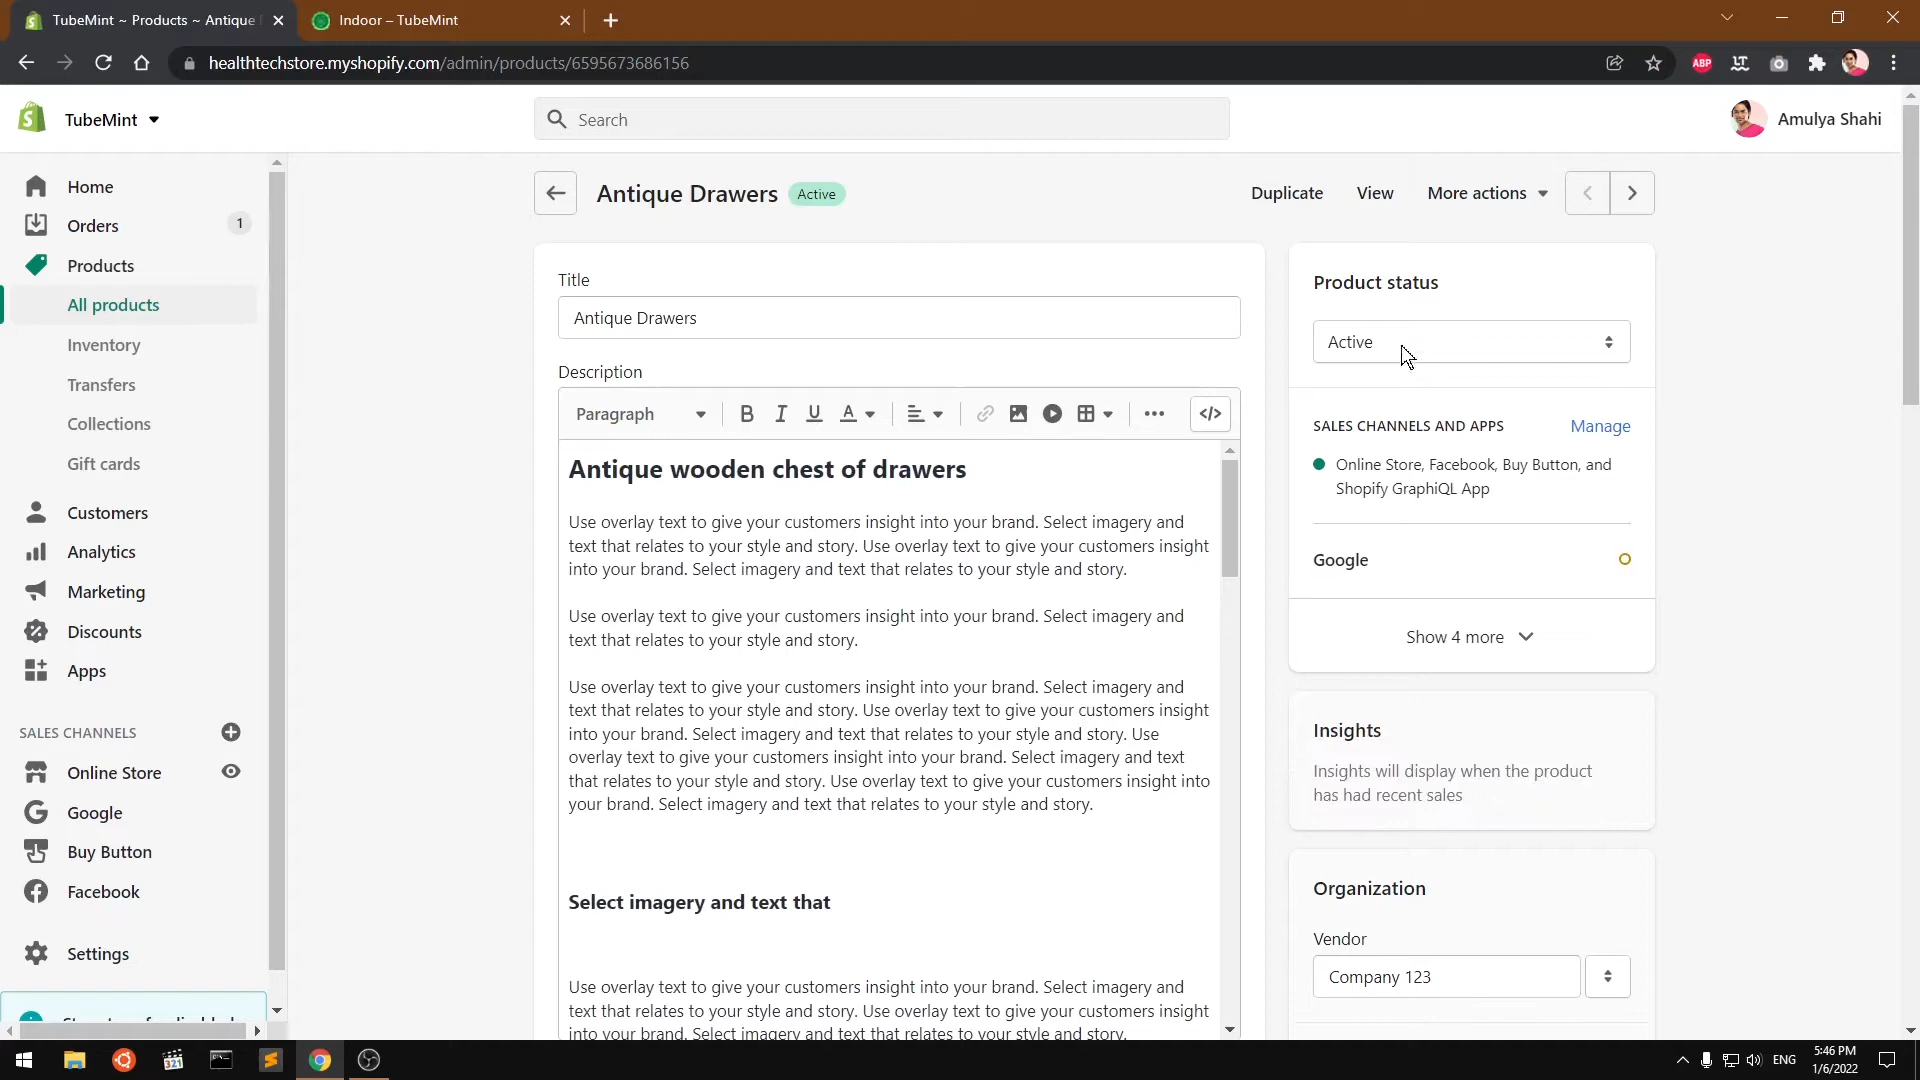 TubeMint ~ Products ~ Antique
Indoor – TubeMint
healthtechstore.myshopify.com/admin/products/6595673686156
ABP
TubeMint
Search
Amulya Shahi
Home
Orders
1
Products
All products
Inventory
Transfers
Collections
Gift cards
Customers
Analytics
Marketing
Discounts
Apps
SALES CHANNELS
Online Store
Google
Buy Button
Facebook
Settings
Antique Drawers
Active
Duplicate
View
More actions
Title
Antique Drawers
Description
Paragraph
B
I
U
A
</>
Antique wooden chest of drawers
Use overlay text to give your customers insight into your brand. Select imagery and
text that relates to your style and story. Use overlay text to give your customers insight
into your brand. Select imagery and text that relates to your style and story.
Use overlay text to give your customers insight into your brand. Select imagery and
text that relates to your style and story.
Use overlay text to give your customers insight into your brand. Select imagery and
text that relates to your style and story. Use overlay text to give your customers insight
into your brand. Select imagery and text that relates to your style and story. Use
overlay text to give your customers insight into your brand. Select imagery and text
that relates to your style and story. Use overlay text to give your customers insight into
your brand. Select imagery and text that relates to your style and story.
Select imagery and text that
Use overlay text to give your customers insight into your brand. Select imagery and
text that relates to your style and story. Use overlay text to give your customers insight
into your brand. Select imagery and text that relates to your style and story.
Product status
Active
SALES CHANNELS AND APPS
Manage
Online Store, Facebook, Buy Button, and
Shopify GraphiQL App
Google
Show 4 more
Insights
Insights will display when the product
has had recent sales
Organization
Vendor
Company 123
321
ENG
5:46 PM
1/6/2022